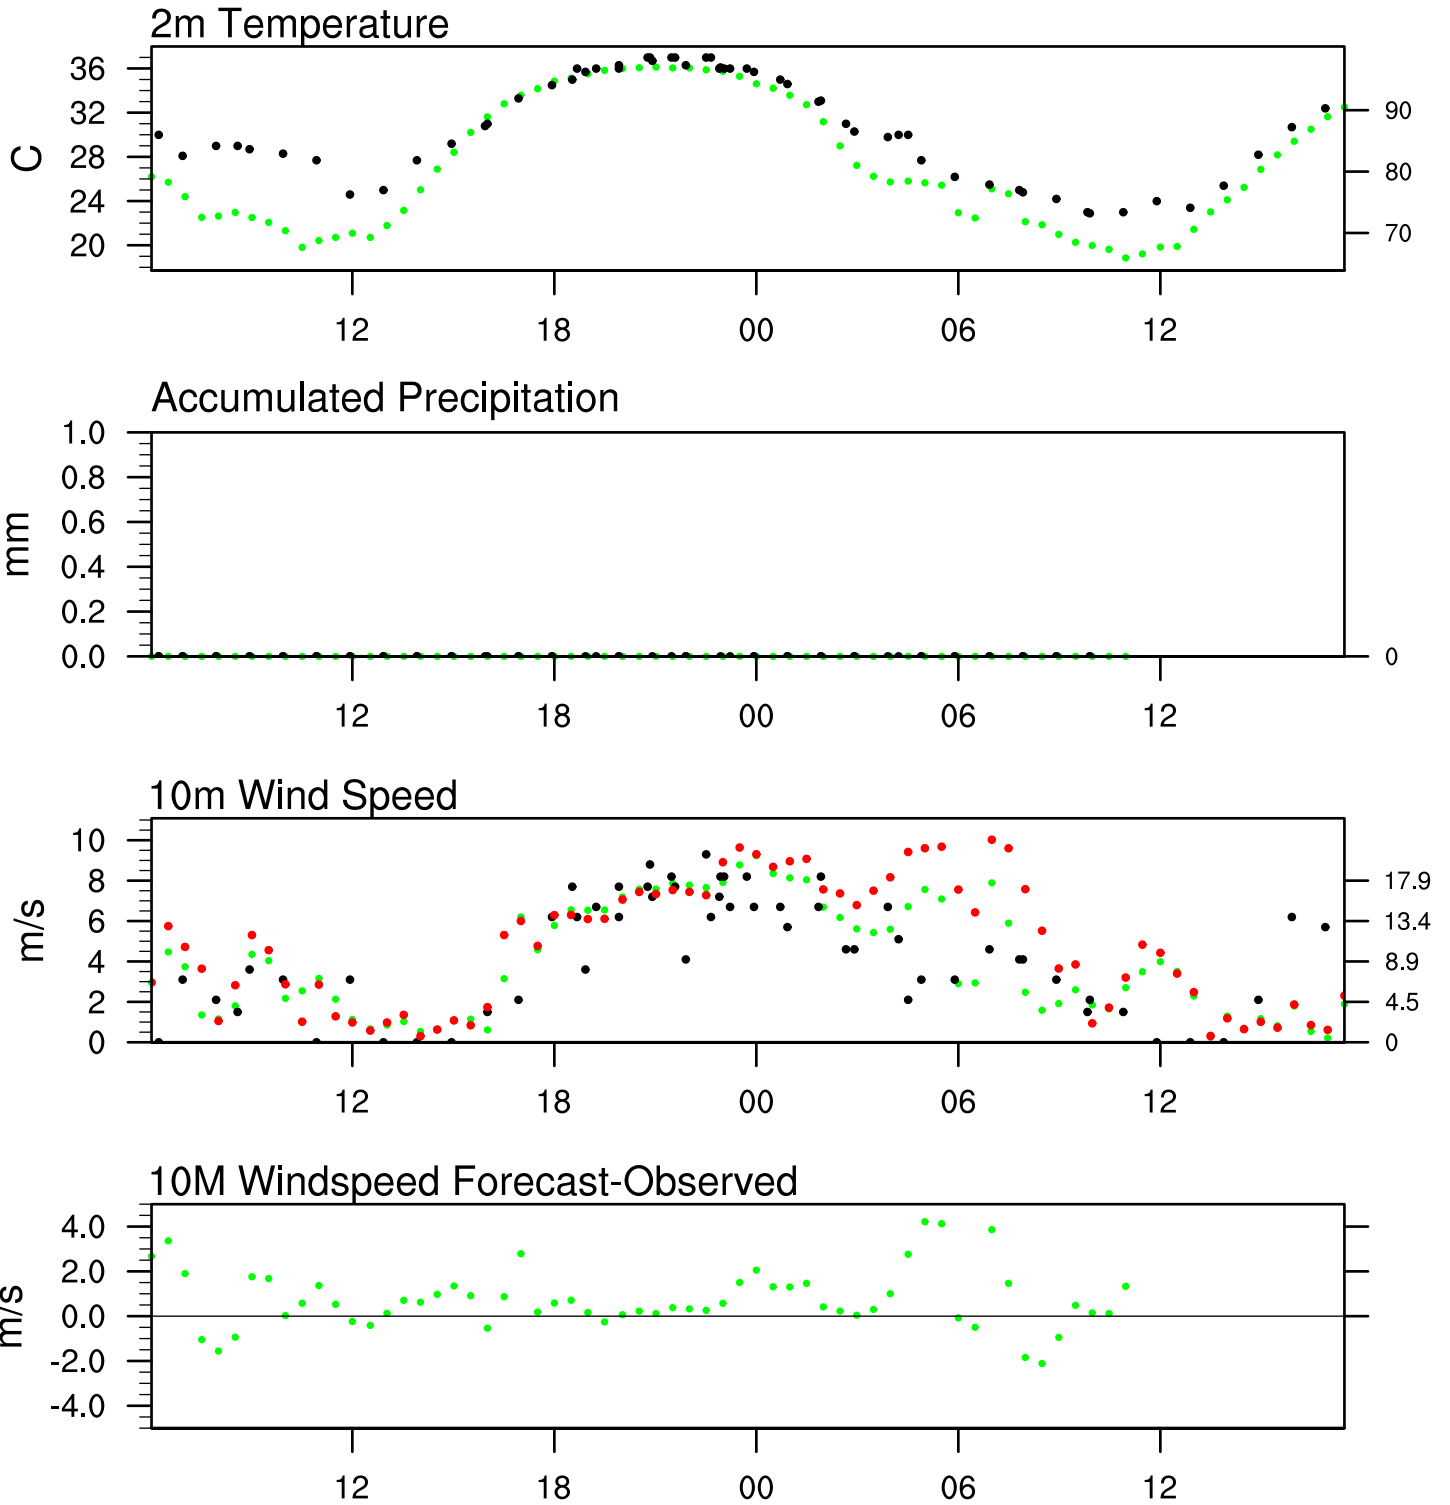 2m Temperature
36
32
28
24
20
C
90
80
70
12 18 00 06 12
Accumulated Precipitation
1.0
0.8
0.6
0.4
0.2
0.0
mm
0
12 18 00 06 12
10m Wind Speed
10
8
6
4
2
0
m/s
17.9
13.4
8.9
4.5
0
12 18 00 06 12
10M Windspeed Forecast-Observed
4.0
2.0
0.0
-2.0
-4.0
m/s
12 18 00 06 12